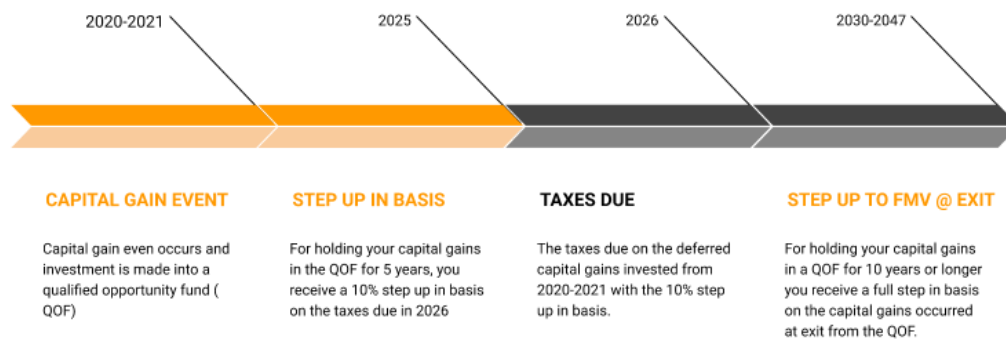 2020-2021
2025
2026
2030-2047
CAPITAL GAIN EVENT
Capital gain even occurs and
investment is made into a
qualified opportunity fund (
QOF)
STEP UP IN BASIS
For holding your capital gains
in the QOF for 5 years, you
receive a 10% step up in basis
on the taxes due in 2026
TAXES DUE
The taxes due on the deferred
capital gains invested from
2020-2021 with the 10% step
up in basis.
STEP UP TO FMV @ EXIT
For holding your capital gains
in a QOF for 10 years or longer
you receive a full step in basis
on the capital gains occurred
at exit from the QOF.